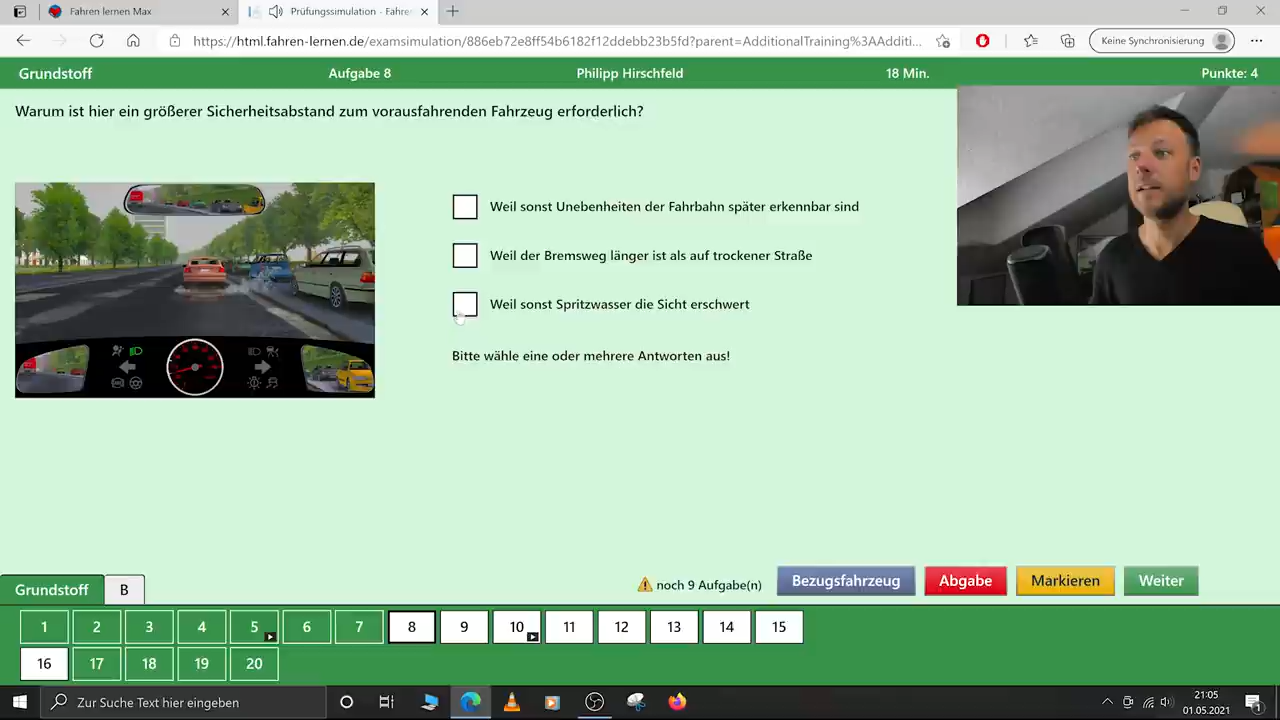 Fahren lernen Max
Prüfungssimulation - Fahren
https://html.fahren-lernen.de/examsimulation/886eb72e8ff54b6182f12ddebb23b5fd?parent=AdditionalTraining%3AAdditi...
Keine Synchronisierung
Grundstoff
Aufgabe 8
Philipp Hirschfeld
18 Min.
Punkte: 4
Warum ist hier ein größerer Sicherheitsabstand zum vorausfahrenden Fahrzeug erforderlich?
Weil sonst Unebenheiten der Fahrbahn später erkennbar sind
Weil der Bremsweg länger ist als auf trockener Straße
Weil sonst Spritzwasser die Sicht erschwert
Bitte wähle eine oder mehrere Antworten aus!
Grundstoff
B
noch 9 Aufgabe(n)
Bezugsfahrzeug
Abgabe
Markieren
Weiter
1 2 3 4 5 6 7 8 9 10 11 12 13 14 15
16 17 18 19 20
Zur Suche Text hier eingeben
21:05
01.05.2021